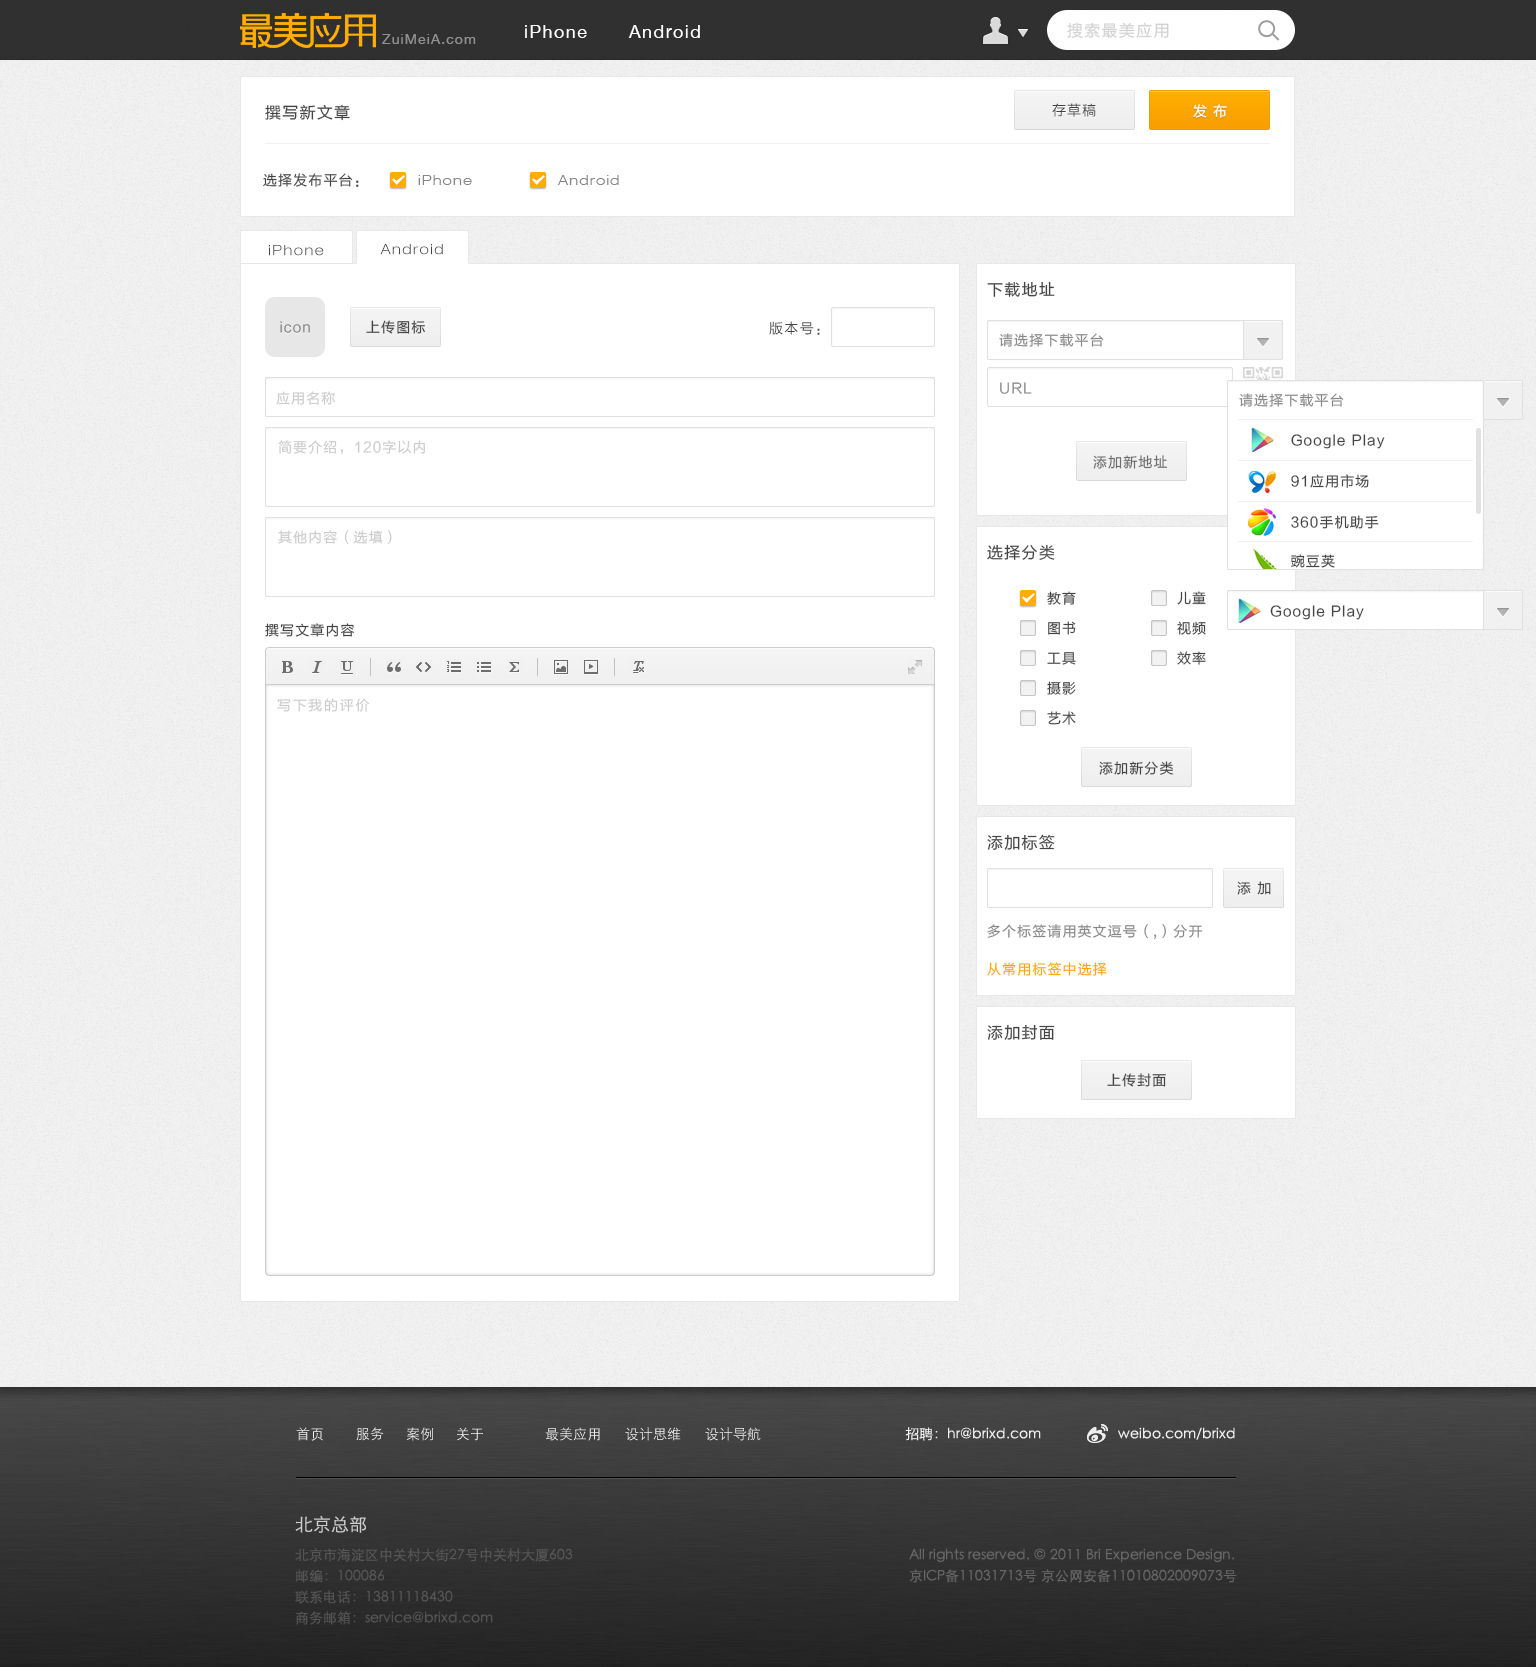 最美应用 ZuiMeiA.com iPhone Android 搜索最美应用
撰写新文章 存草稿 发 布
选择发布平台： iPhone Android
iPhone Android
icon 上传图标 版本号：
应用名称
简要介绍，120字以内
其他内容（选填）
撰写文章内容
B I U Σ
写下我的评价
下载地址
请选择下载平台
URL
添加新地址
请选择下载平台
Google Play
91应用市场
360手机助手
豌豆荚
Google Play
选择分类
教育 儿童
图书 视频
工具 效率
摄影
艺术
添加新分类
添加标签
添 加
多个标签请用英文逗号（,）分开
从常用标签中选择
添加封面
上传封面
首页 服务 案例 关于 最美应用 设计思维 设计导航 招聘：hr@brixd.com weibo.com/brixd
北京总部
北京市海淀区中关村大街27号中关村大厦603
邮编：100086
联系电话：13811118430
商务邮箱：service@brixd.com
All rights reserved. © 2011 Bri Experience Design.
京ICP备11031713号 京公网安备11010802009073号